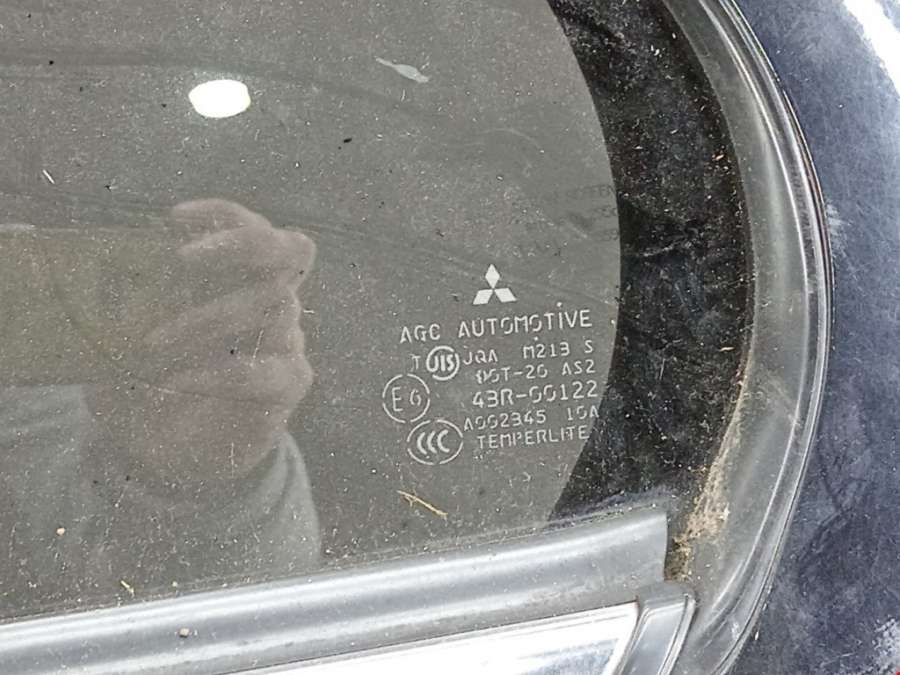 AGC AUTOMOTIVE
T JIS JQA M213 S
DOT-20 AS2
E6 43R-00122
A002345 10A
CCC TEMPERLITE